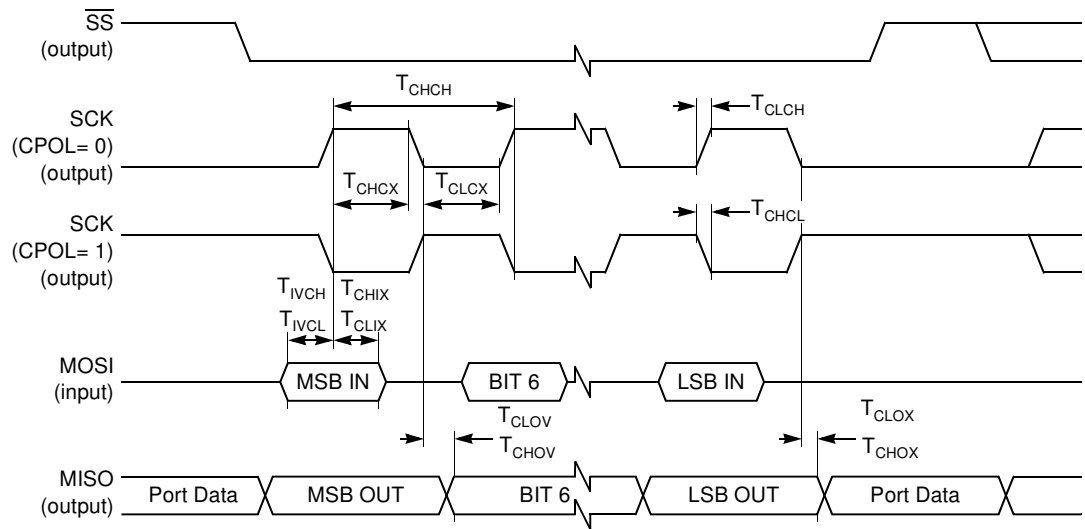 SS
(output)
T_CHCH
T_CLCH
SCK
(CPOL= 0)
(output)
T_CHCX
T_CLCX
T_CHCL
SCK
(CPOL= 1)
(output)
T_IVCH
T_CHIX
T_IVCL
T_CLIX
MOSI
(input)
MSB IN
BIT 6
LSB IN
T_CLOV
T_CHOV
T_CLOX
T_CHOX
MISO
(output)
Port Data
MSB OUT
BIT 6
LSB OUT
Port Data